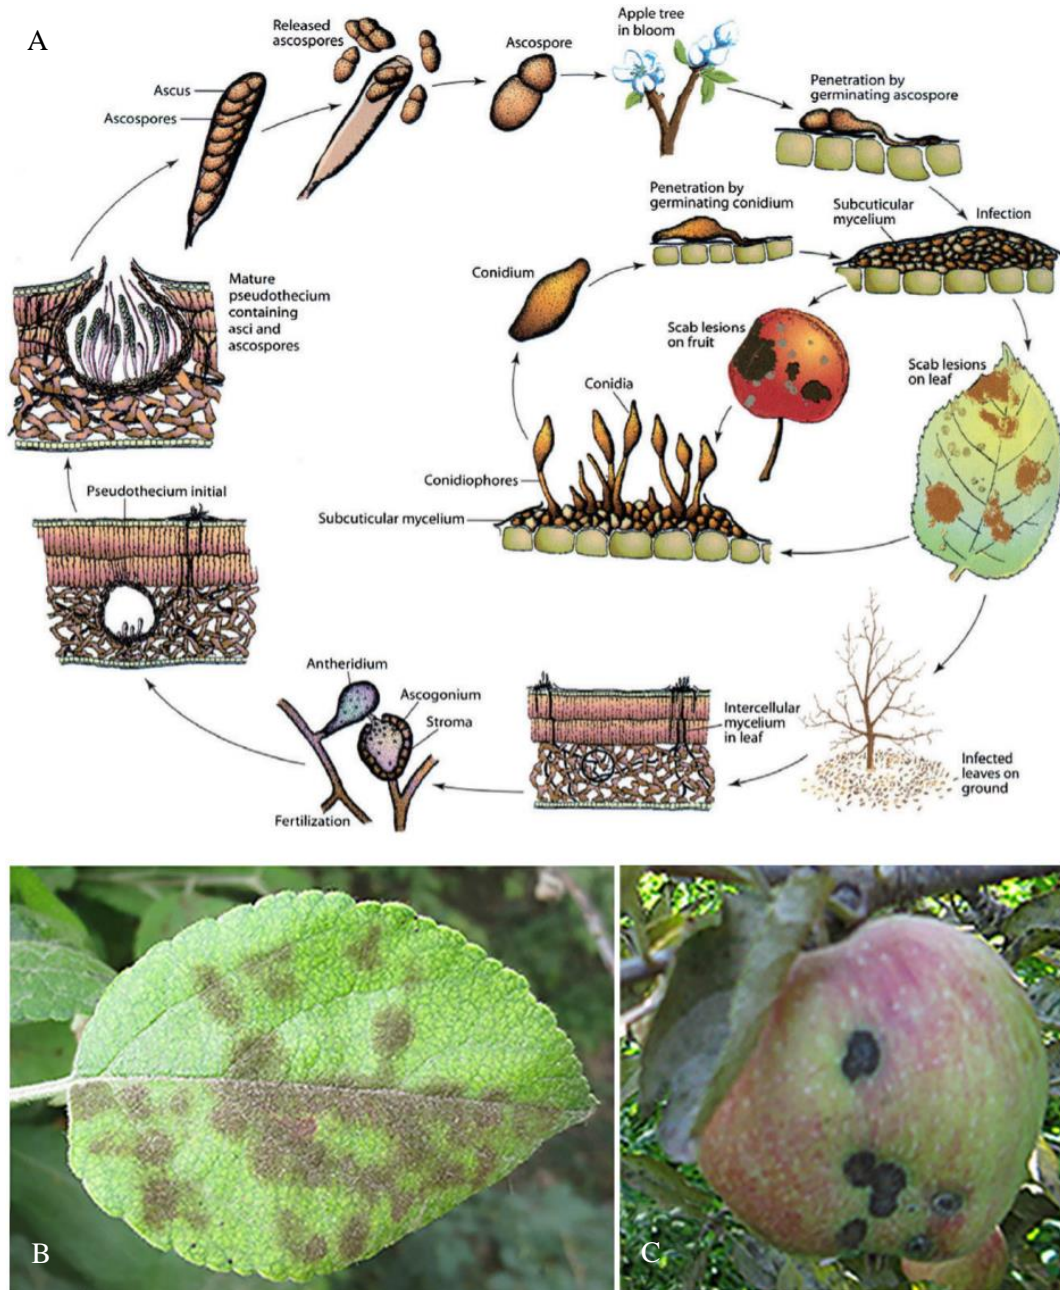 A
Released
ascospores
Ascospore
Apple tree
in bloom
Penetration by
germinating ascospore
Ascus
Ascospores
Penetration by
germinating conidium
Subcuticular
mycelium
Infection
Conidium
Mature
pseudothecium
containing
asci and
ascospores
Scab lesions
on fruit
Scab lesions
on leaf
Conidia
Conidiophores
Pseudothecium initial
Subcuticular mycelium
Antheridium
Ascogonium
Stroma
Intercellular
mycelium
in leaf
Infected
leaves on
ground
Fertilization
B
C